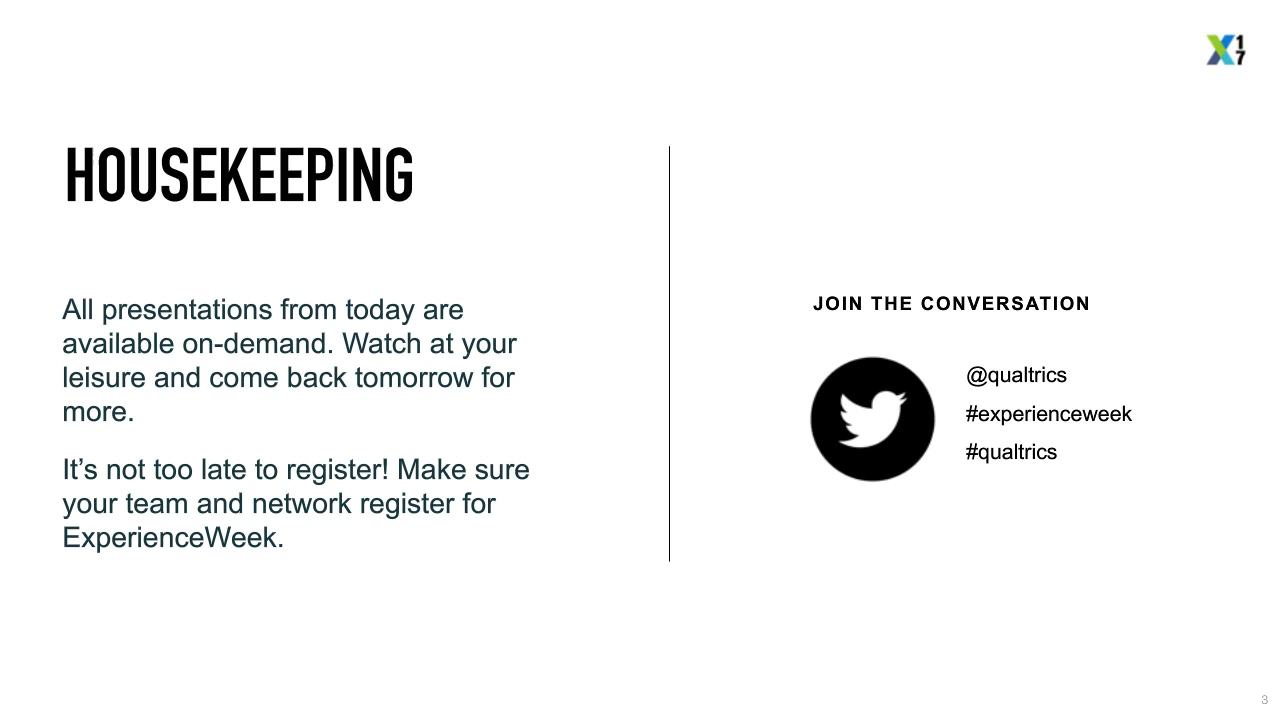 X17
HOUSEKEEPING
All presentations from today are
available on-demand. Watch at your
leisure and come back tomorrow for
more.
It’s not too late to register! Make sure
your team and network register for
ExperienceWeek.
JOIN THE CONVERSATION
@qualtrics
#experienceweek
#qualtrics
3